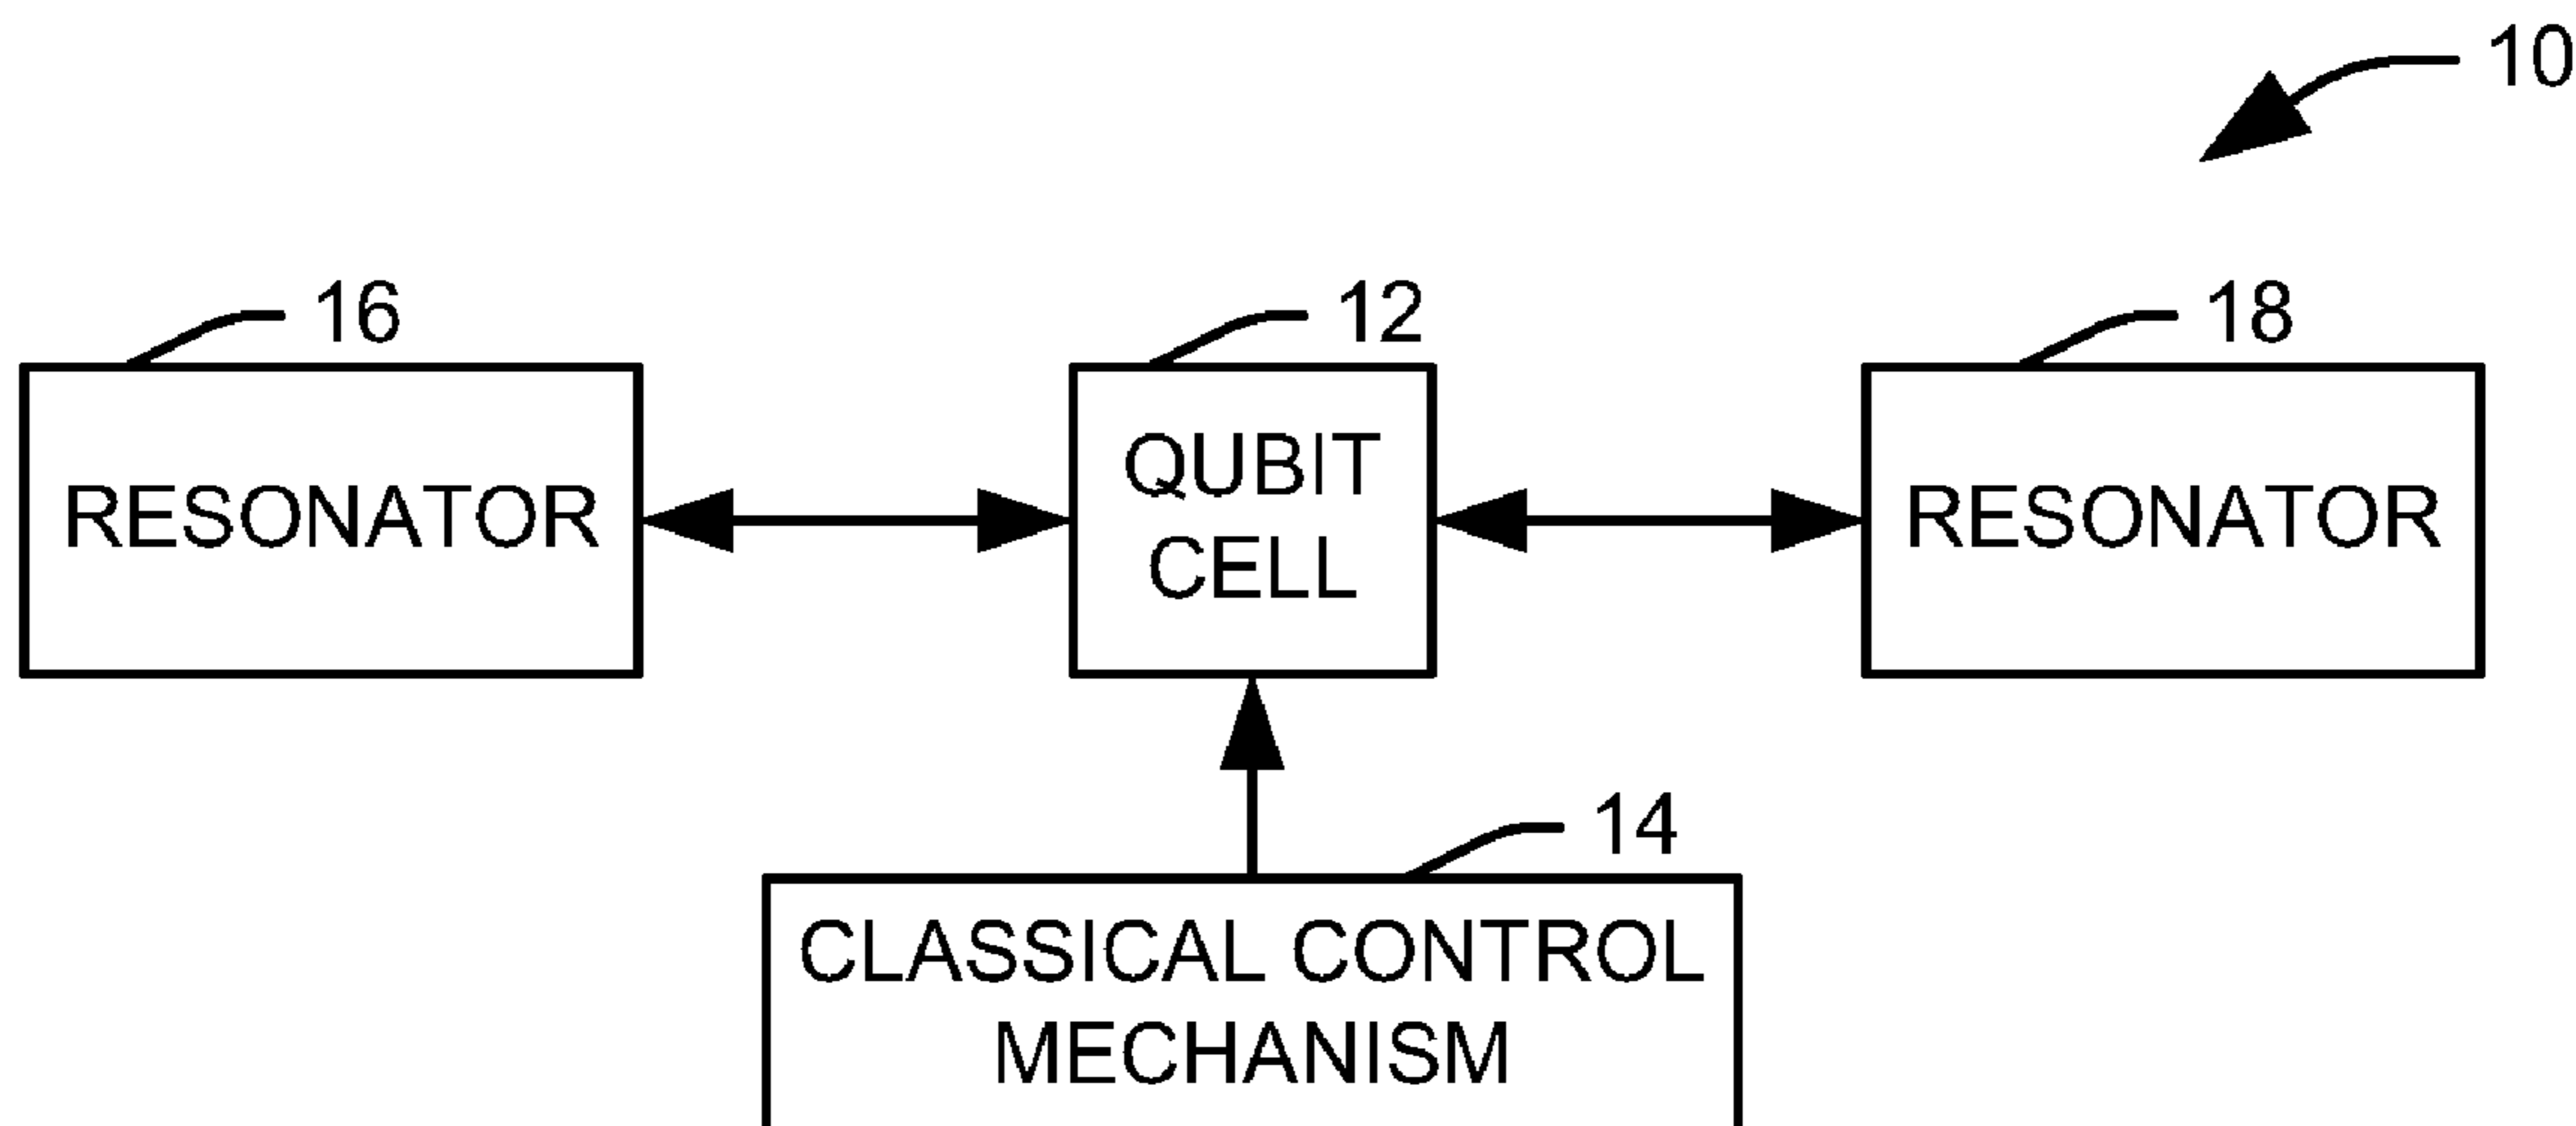 10
16
12
18
RESONATOR
QUBIT
CELL
RESONATOR
14
CLASSICAL CONTROL
MECHANISM